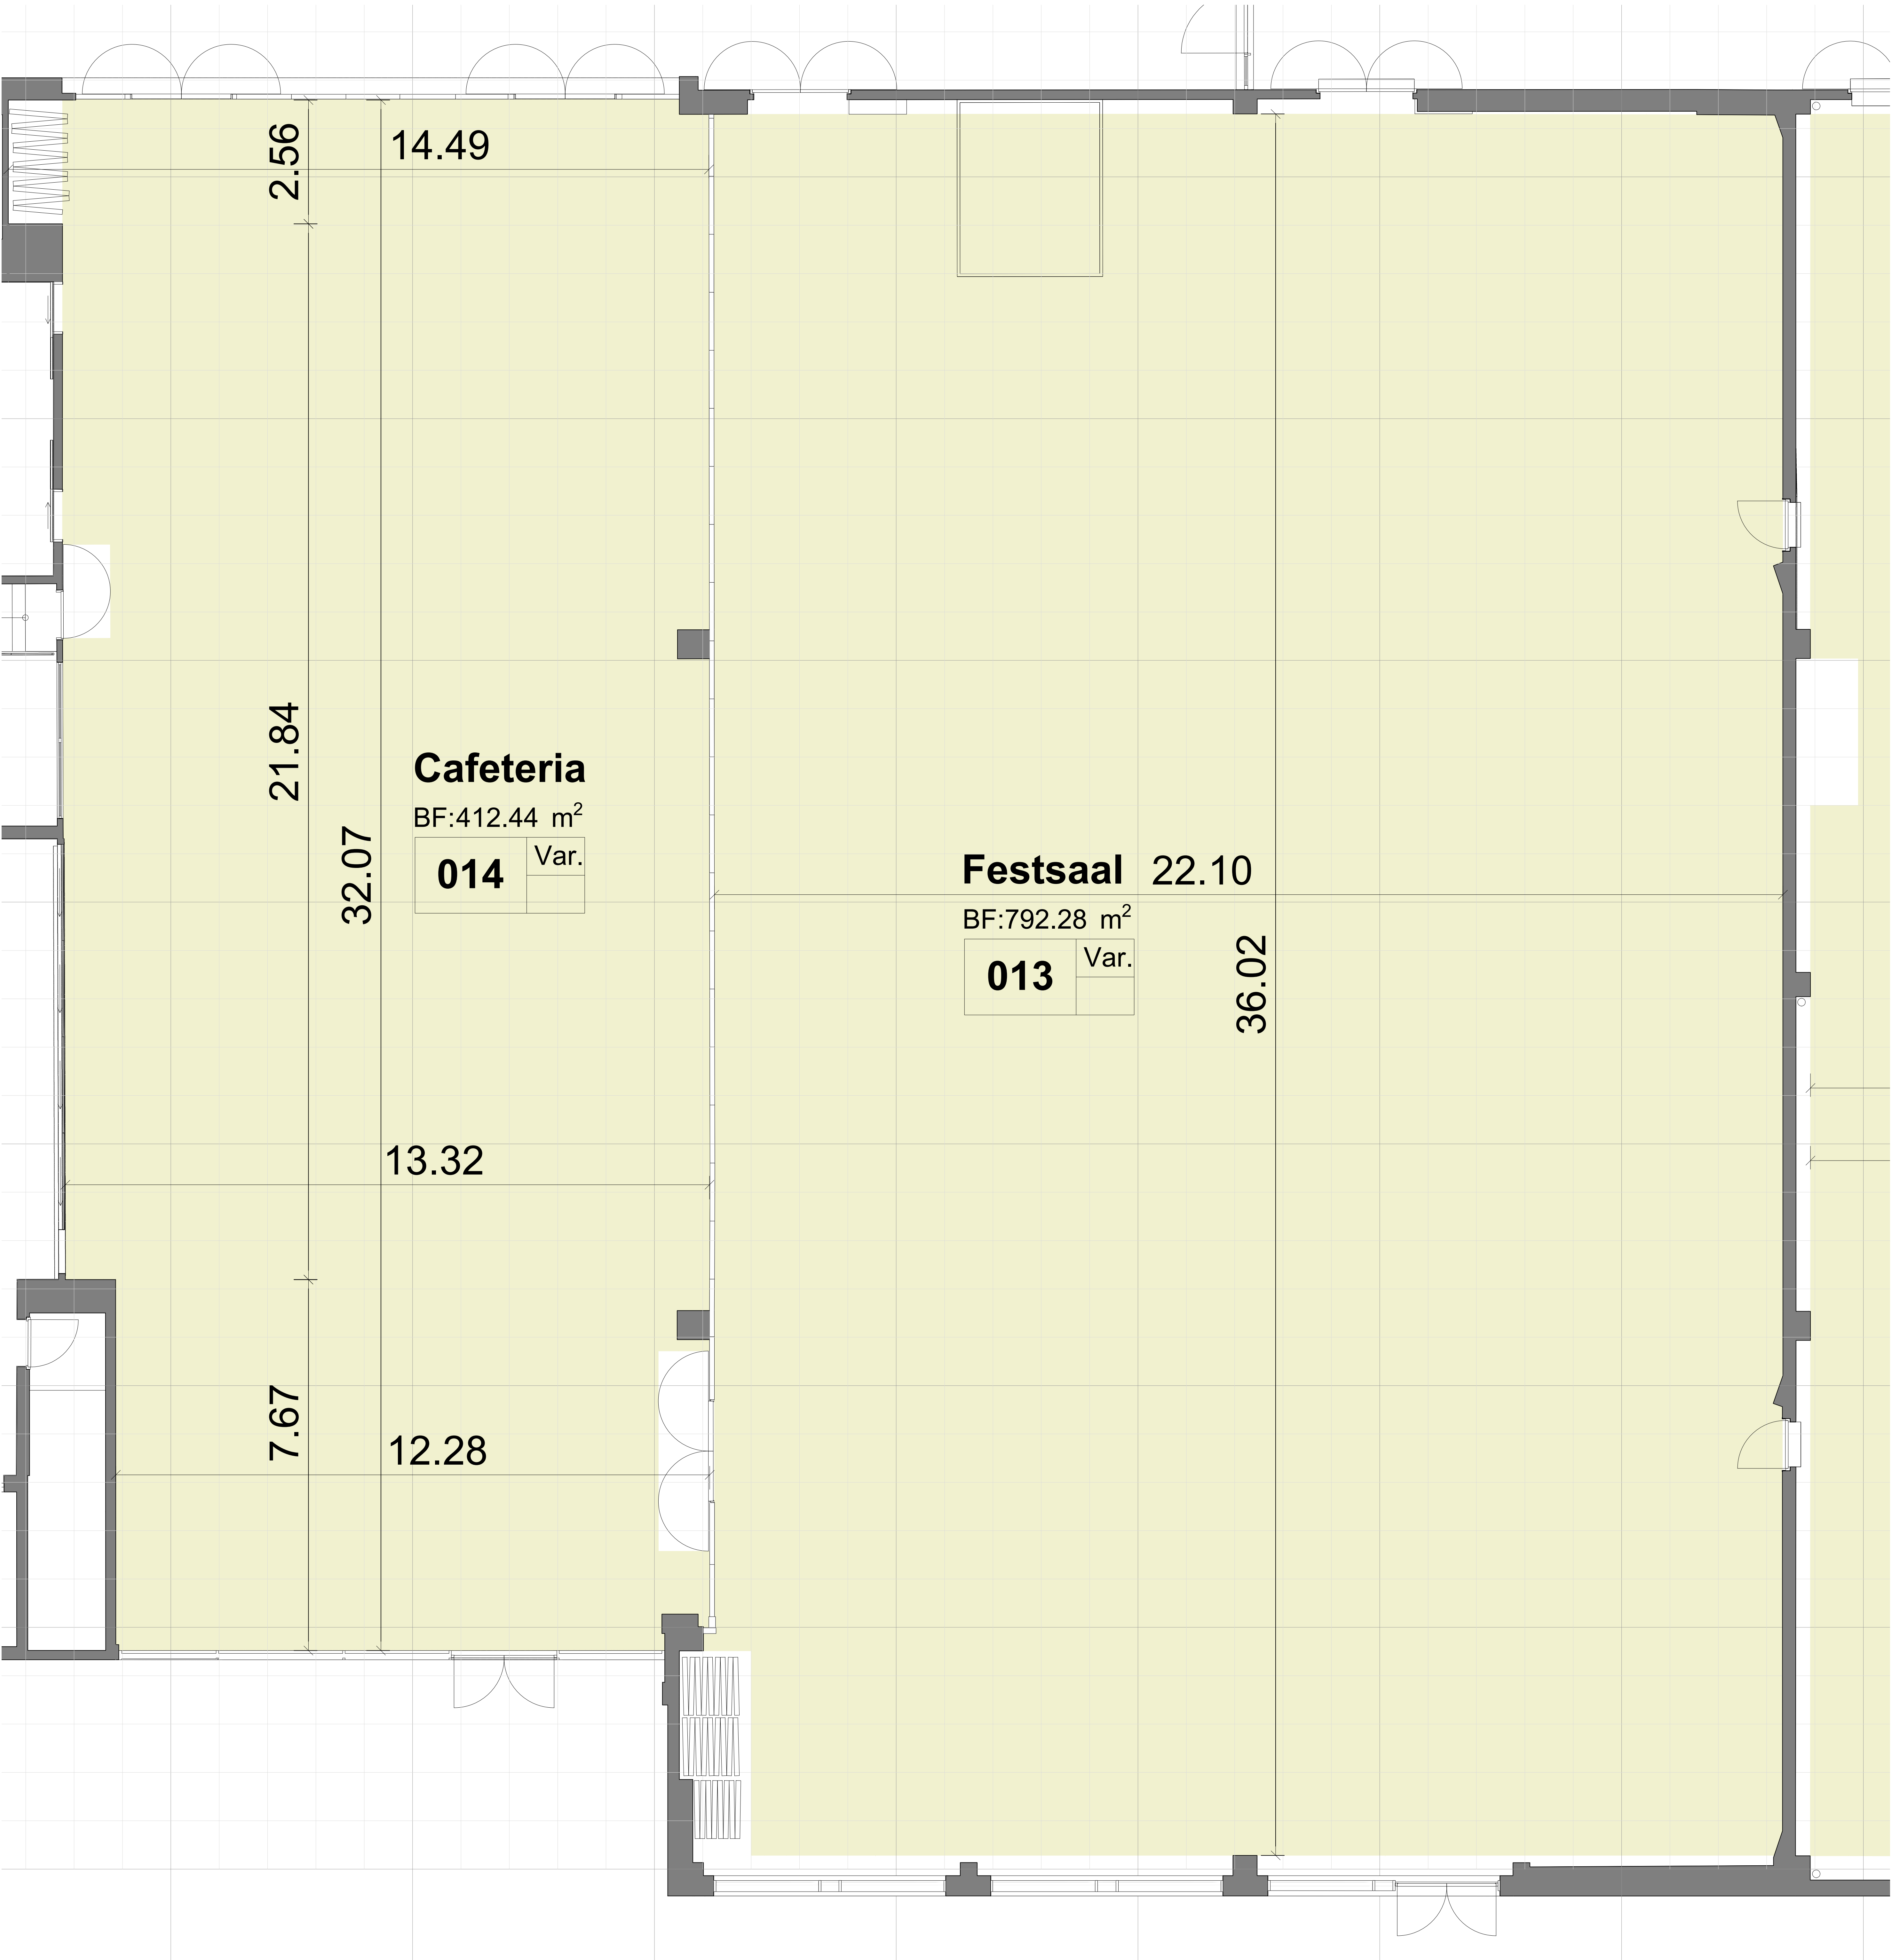 2.56
14.49
21.84
Cafeteria
BF:412.44 m²
014
Var.
32.07
Festsaal
22.10
BF:792.28 m²
013
Var.
36.02
13.32
7.67
12.28